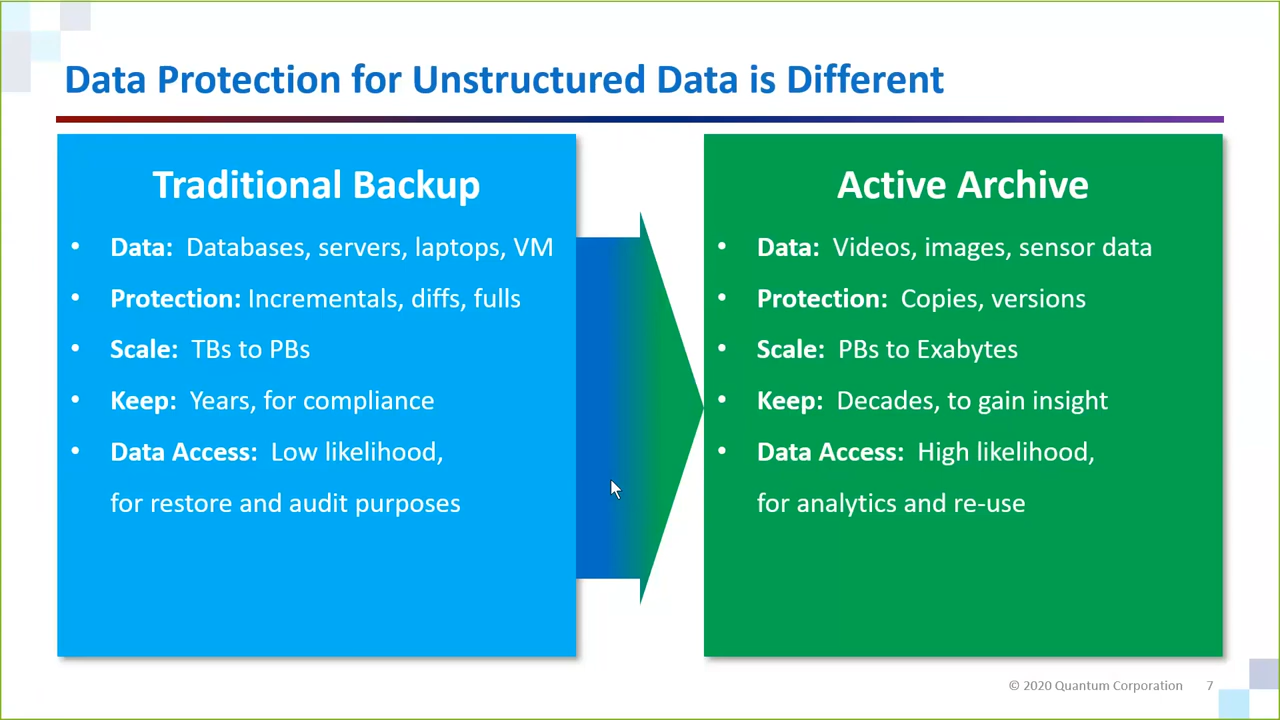 Data Protection for Unstructured Data is Different
Traditional Backup
• Data: Databases, servers, laptops, VM
• Protection: Incrementals, diffs, fulls
• Scale: TBs to PBs
• Keep: Years, for compliance
• Data Access: Low likelihood,
for restore and audit purposes
Active Archive
• Data: Videos, images, sensor data
• Protection: Copies, versions
• Scale: PBs to Exabytes
• Keep: Decades, to gain insight
• Data Access: High likelihood,
for analytics and re-use
© 2020 Quantum Corporation 7